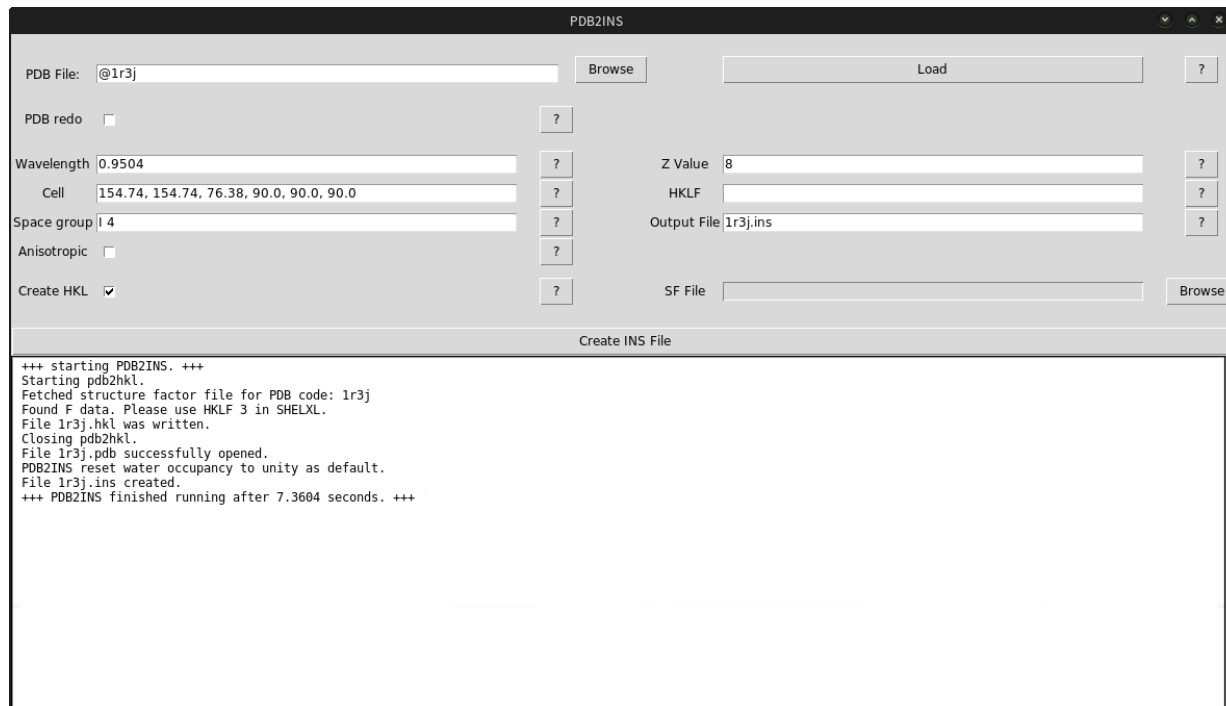 PDB2INS
PDB File: @1r3j Browse Load ?
PDB redo ?
Wavelength 0.9504 ? Z Value 8 ?
Cell 154.74, 154.74, 76.38, 90.0, 90.0, 90.0 ? HKLF ?
Space group I 4 ? Output File 1r3j.ins ?
Anisotropic ?
Create HKL ? SF File Browse
Create INS File
+++ starting PDB2INS. +++
Starting pdb2hkl.
Fetched structure factor file for PDB code: 1r3j
Found F data. Please use HKLF 3 in SHELXL.
File 1r3j.hkl was written.
Closing pdb2hkl.
File 1r3j.pdb successfully opened.
PDB2INS reset water occupancy to unity as default.
File 1r3j.ins created.
+++ PDB2INS finished running after 7.3604 seconds. +++